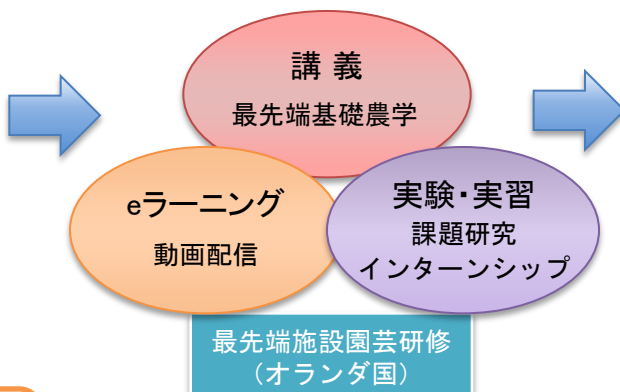 講 義
最先端基礎農学
eラーニング
動画配信
実験・実習
課題研究
インターンシップ
最先端施設園芸研修
（オランダ国）